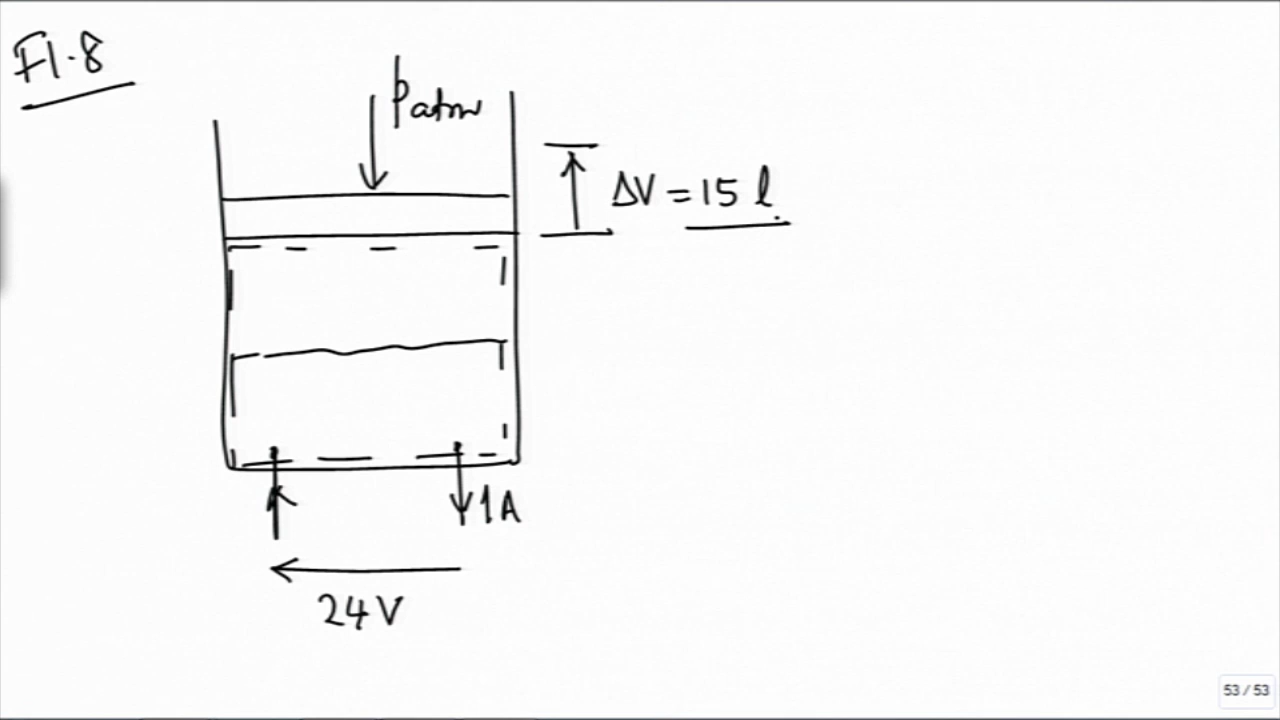 F1.8
Patm
ΔV = 15 l
1A
24V
53 / 53